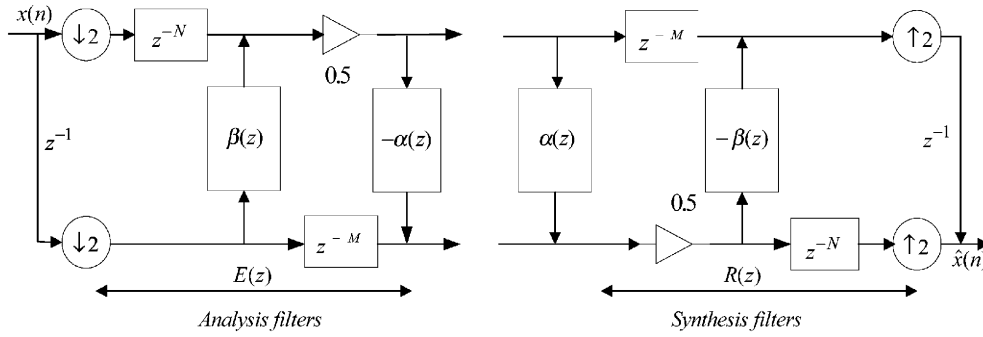 x(n)
↓2
z⁻ᴺ
0.5
z⁻¹
β(z)
−α(z)
↓2
z⁻ᴹ
E(z)
Analysis filters
z⁻ᴹ
↑2
α(z)
−β(z)
z⁻¹
0.5
z⁻ᴺ
↑2
x̂(n)
R(z)
Synthesis filters